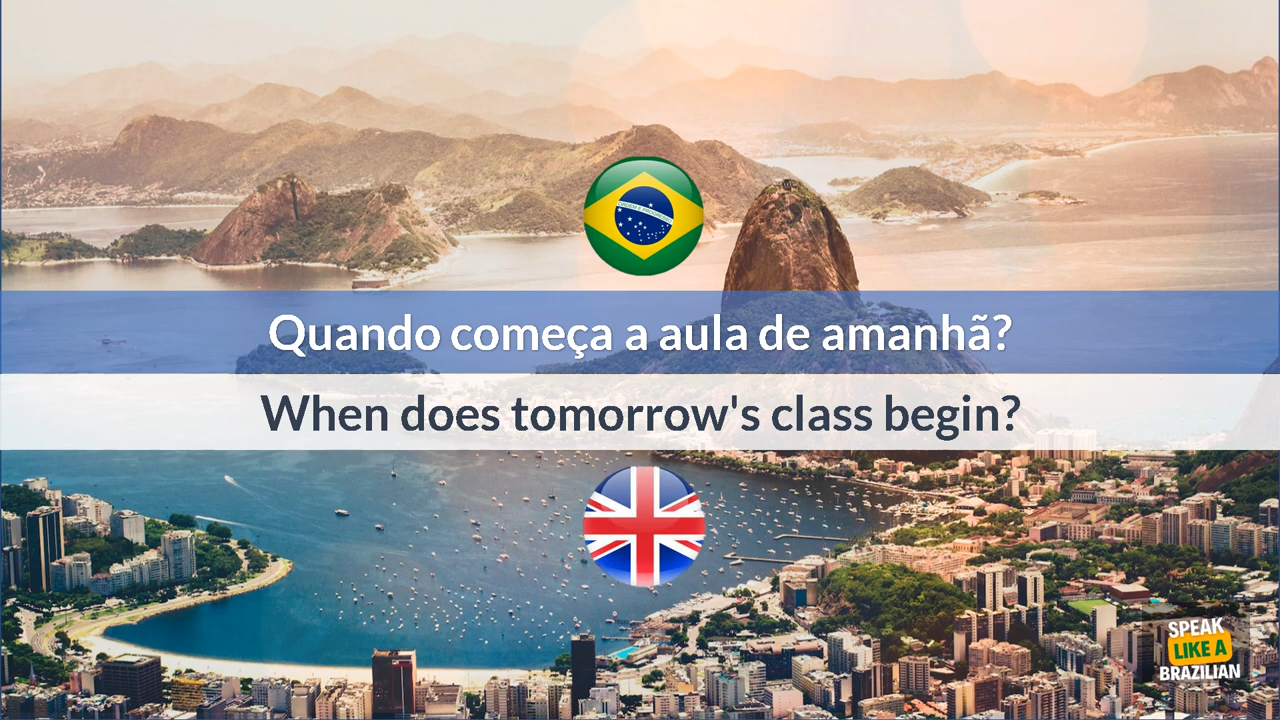 Quando começa a aula de amanhã?
When does tomorrow's class begin?
SPEAK
LIKE A
BRAZILIAN